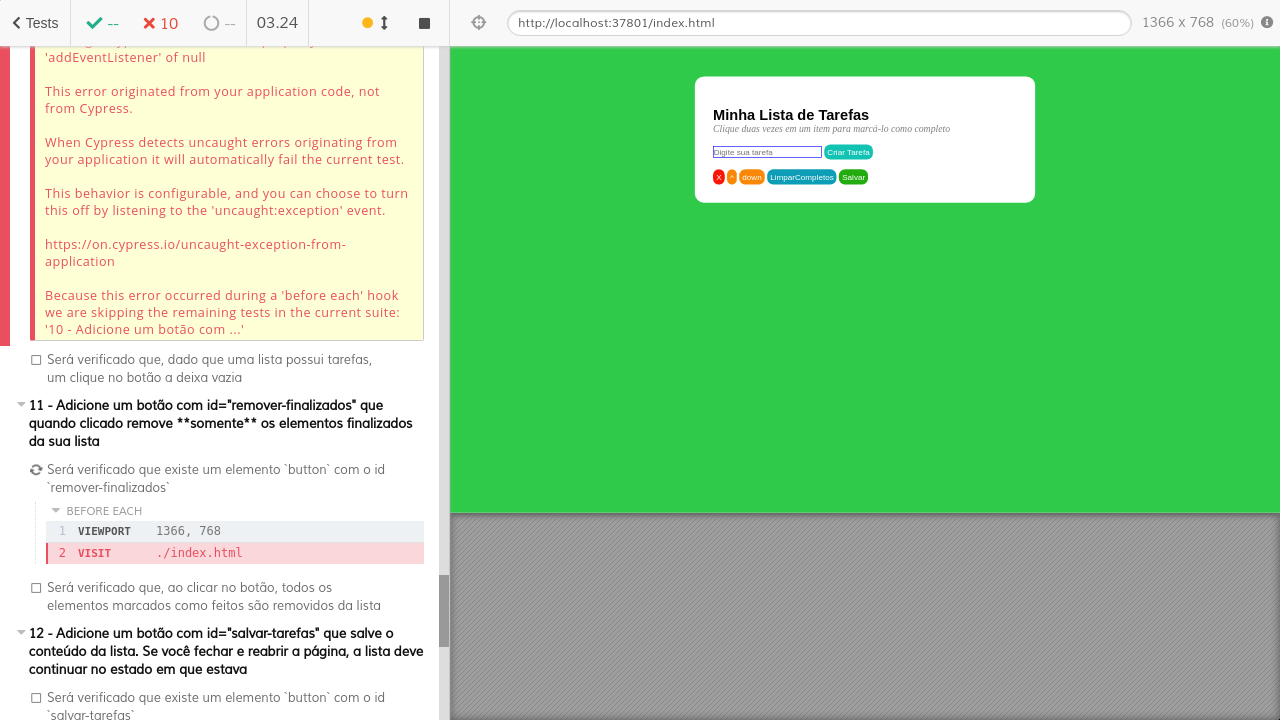 Tests
--
10
--
03.24
http://localhost:37801/index.html
1366 x 768 (60%)
'addEventListener' of null
This error originated from your application code, not
from Cypress.
When Cypress detects uncaught errors originating from
your application it will automatically fail the current test.
This behavior is configurable, and you can choose to turn
this off by listening to the 'uncaught:exception' event.
https://on.cypress.io/uncaught-exception-from-
application
Because this error occurred during a 'before each' hook
we are skipping the remaining tests in the current suite:
'10 - Adicione um botão com ...'
Será verificado que, dado que uma lista possui tarefas,
um clique no botão a deixa vazia
11 - Adicione um botão com id="remover-finalizados" que
quando clicado remove **somente** os elementos finalizados
da sua lista
Será verificado que existe um elemento `button` com o id
`remover-finalizados`
BEFORE EACH
1 VIEWPORT 1366, 768
2 VISIT ./index.html
Será verificado que, ao clicar no botão, todos os
elementos marcados como feitos são removidos da lista
12 - Adicione um botão com id="salvar-tarefas" que salve o
conteúdo da lista. Se você fechar e reabrir a página, a lista deve
continuar no estado em que estava
Será verificado que existe um elemento `button` com o id
`salvar-tarefas`
Minha Lista de Tarefas
Clique duas vezes em um item para marcá-lo como completo
Digite sua tarefa Criar Tarefa
X ^ down LimparCompletos Salvar